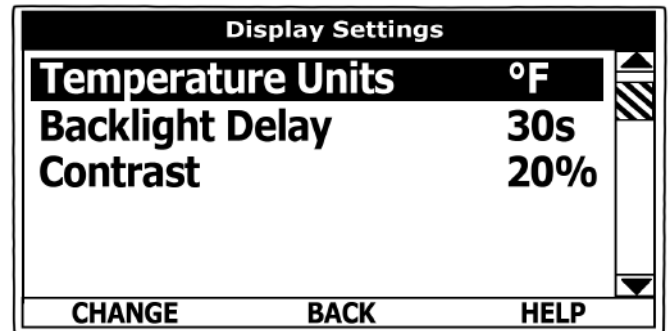 Display Settings
Temperature Units °F
Backlight Delay 30s
Contrast 20%
CHANGE BACK HELP